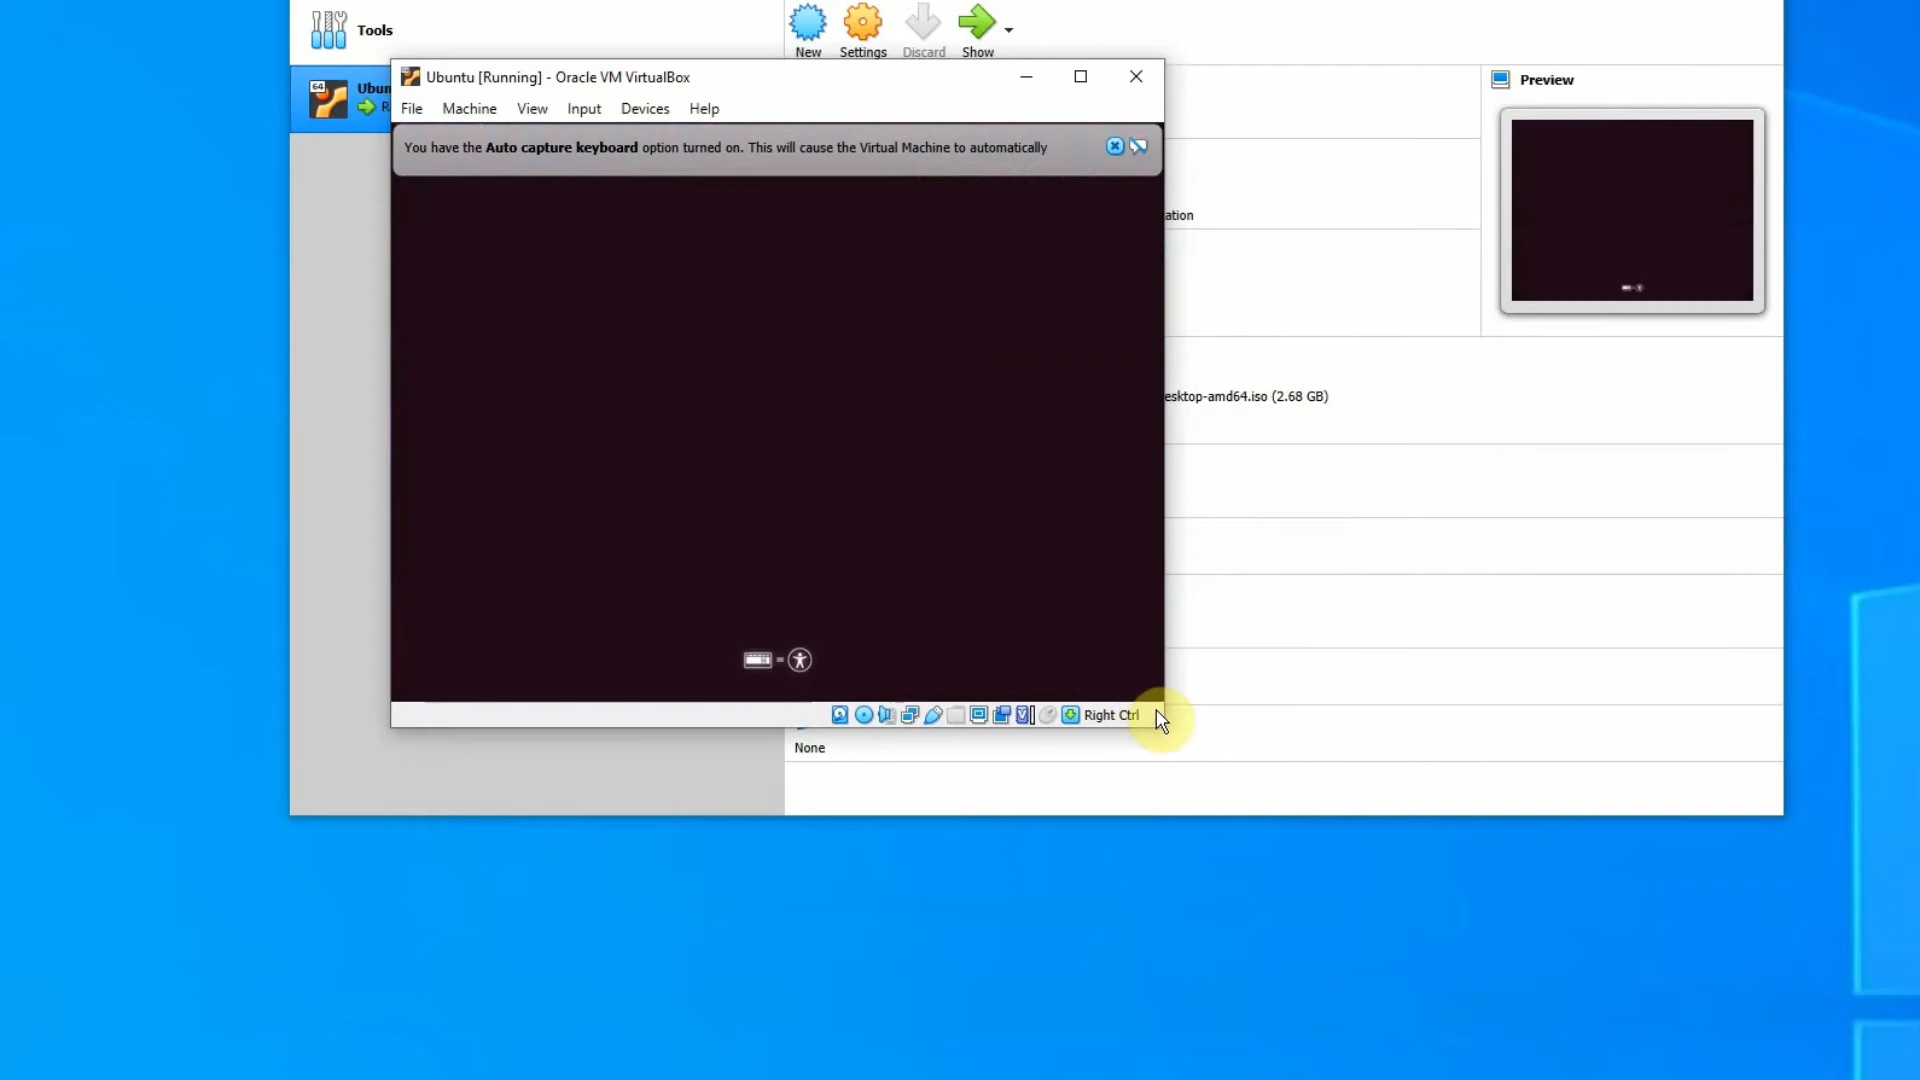 Tools
New
Settings
Discard
Show
64
Ubun
R
Ubuntu [Running] - Oracle VM VirtualBox
File
Machine
View
Input
Devices
Help
You have the Auto capture keyboard option turned on. This will cause the Virtual Machine to automatically
Preview
ation
esktop-amd64.iso (2.68 GB)
=
Right Ctrl
None